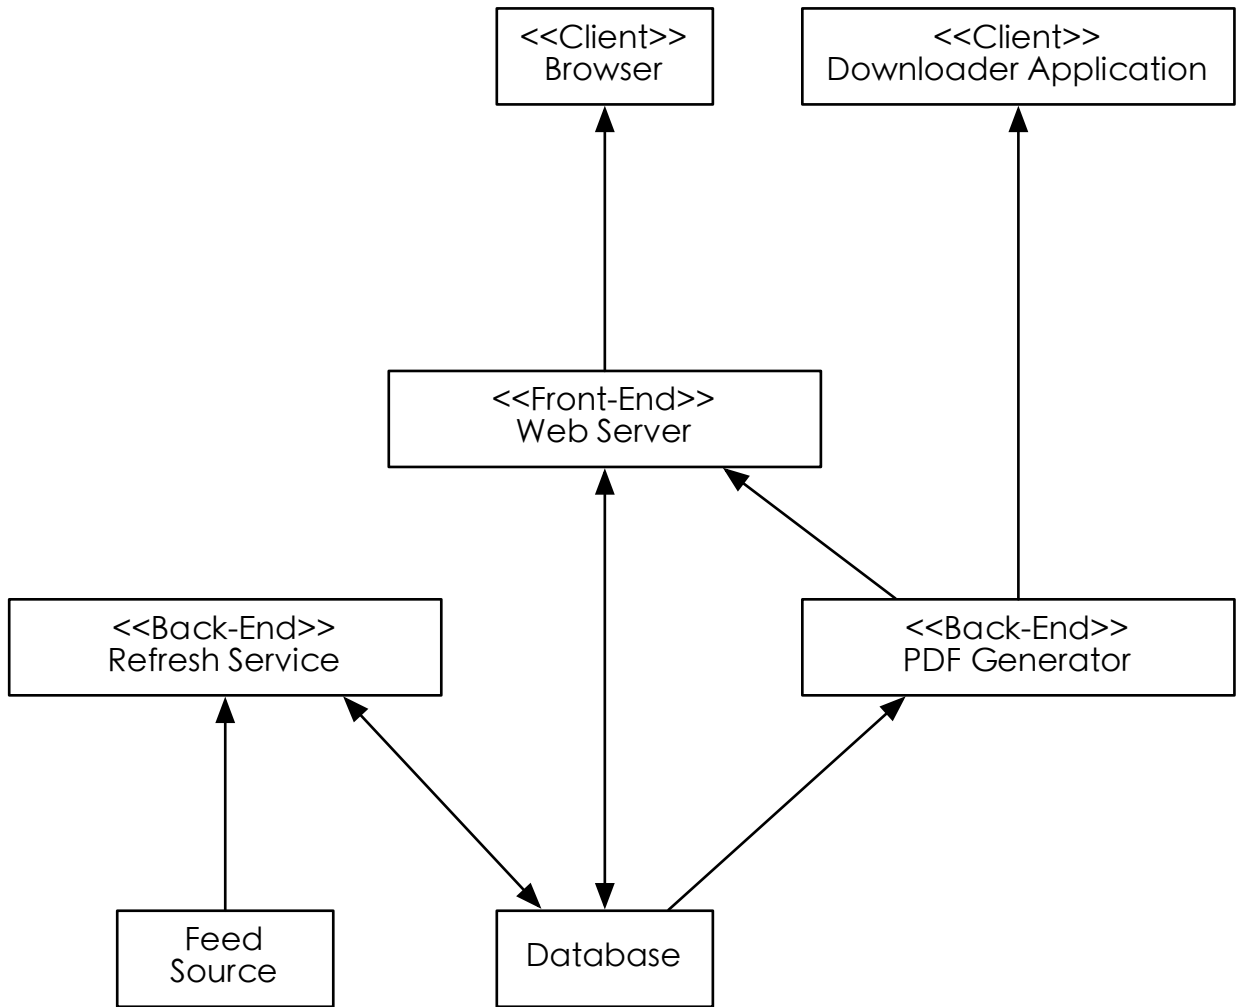 <<Client>>
Browser
<<Client>>
Downloader Application
<<Front-End>>
Web Server
<<Back-End>>
Refresh Service
<<Back-End>>
PDF Generator
Feed
Source
Database